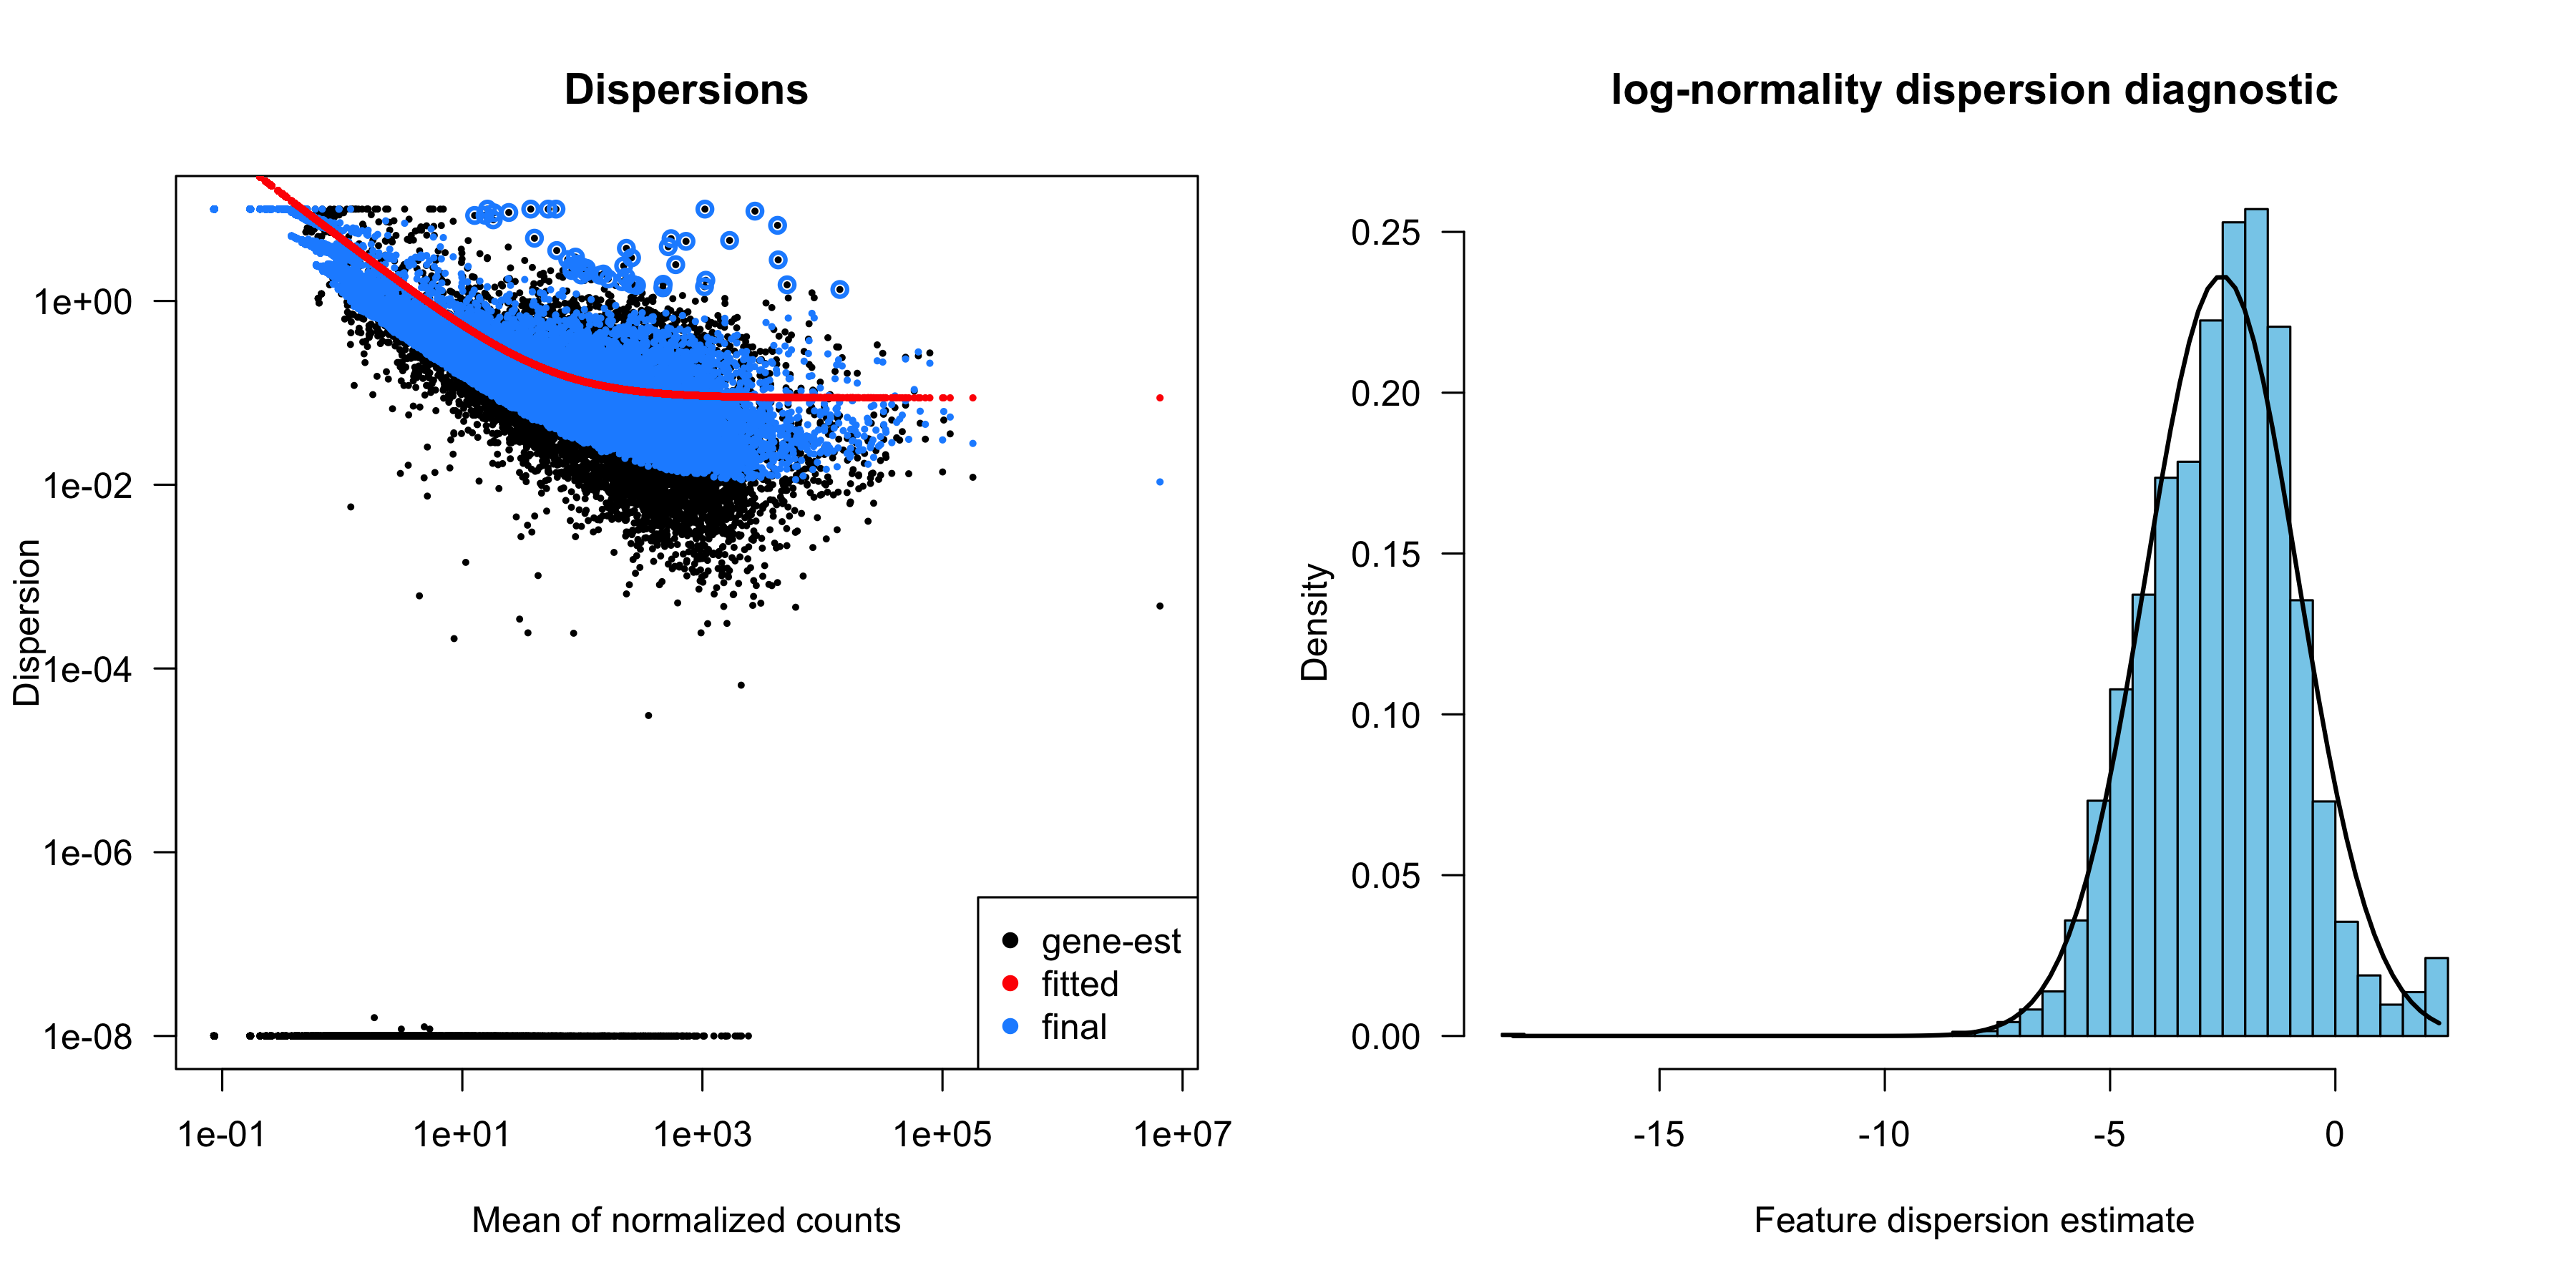 Dispersions
Dispersion
1e+00
1e-02
1e-04
1e-06
1e-08
1e-01 1e+01 1e+03 1e+05 1e+07
Mean of normalized counts
gene-est
fitted
final
log-normality dispersion diagnostic
Density
0.25
0.20
0.15
0.10
0.05
0.00
-15 -10 -5 0
Feature dispersion estimate